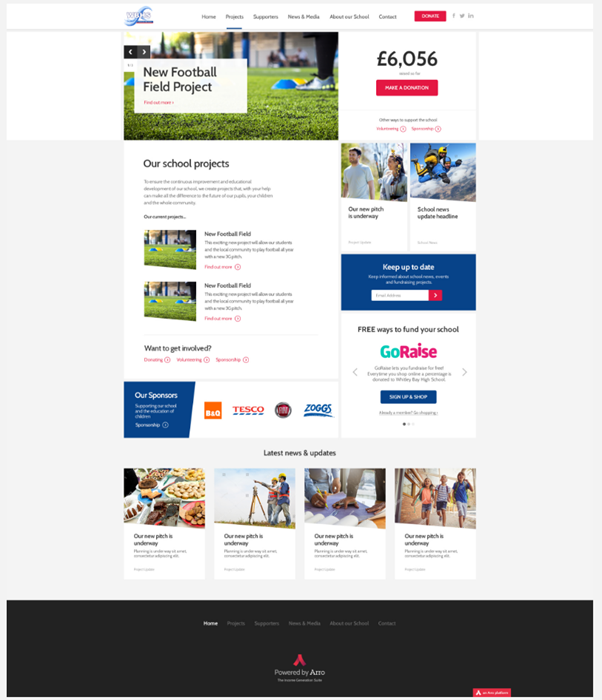 Home Projects Supporters News & Media About our School Contact DONATE
New Football
Field Project
Find out more ›
£6,056
raised so far
MAKE A DONATION
Other ways to support the school
Volunteering Sponsorship
Our school projects
To ensure the continuous improvement and educational
development of our school, we create projects that, with your help
can make all the difference to the future of our pupils, your children
and the whole community.
Our current projects...
New Football Field
This exciting new project will allow our students
and the local community to play football all year
with a new 3G pitch.
Find out more
New Football Field
This exciting new project will allow our students
and the local community to play football all year
with a new 3G pitch.
Find out more
Want to get involved?
Donating Volunteering Sponsorship
Our new pitch
is underway
Project Update
School news
update headline
School News
Keep up to date
Keep informed about school news, events
and fundraising projects
Email Address
FREE ways to fund your school
GoRaise
GoRaise lets you fundraise for free!
Everytime you shop online a percentage is
donated to Whitley Bay High School.
SIGN UP & SHOP
Already a member? Go shopping ›
Our Sponsors
Supporting our school
and the education of
children
Sponsorship
B&Q TESCO FIAT ZOGGS
Latest news & updates
Our new pitch is
underway
Planning is under way sit amet,
consectetur adipiscing elit.
Project Update
Our new pitch is
underway
Planning is under way sit amet,
consectetur adipiscing elit.
Project Update
Our new pitch is
underway
Planning is under way sit amet,
consectetur adipiscing elit.
Project Update
Our new pitch is
underway
Planning is under way sit amet,
consectetur adipiscing elit.
Project Update
Home Projects Supporters News & Media About our School Contact
Powered by Arro
The Income Generation Suite
an Arro platform